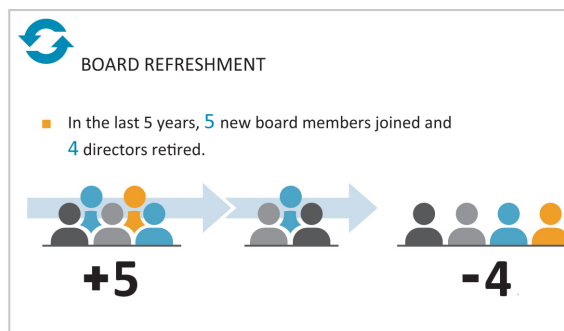 BOARD REFRESHMENT
■ In the last 5 years, 5 new board members joined and
4 directors retired.
+5
-4